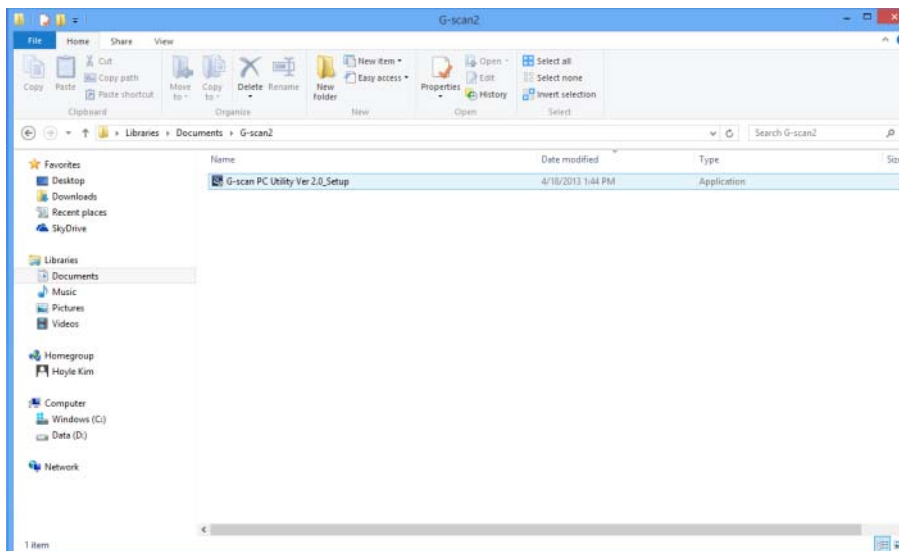 G-scan2
File Home Share View
Copy
Paste
Cut
Copy path
Paste shortcut
Clipboard
Move to
Copy to
Delete
Rename
Organize
New folder
New item
Easy access
New
Properties
Open
Edit
History
Open
Select all
Select none
Invert selection
Select
Libraries Documents G-scan2
Search G-scan2
Name Date modified Type
G-scan PC Utility Ver 2.0_Setup 4/18/2013 1:44 PM Application
Favorites
Desktop
Downloads
Recent places
SkyDrive
Libraries
Documents
Music
Pictures
Videos
Homegroup
Hoyle Kim
Computer
Windows (C:)
Data (D:)
Network
1 item